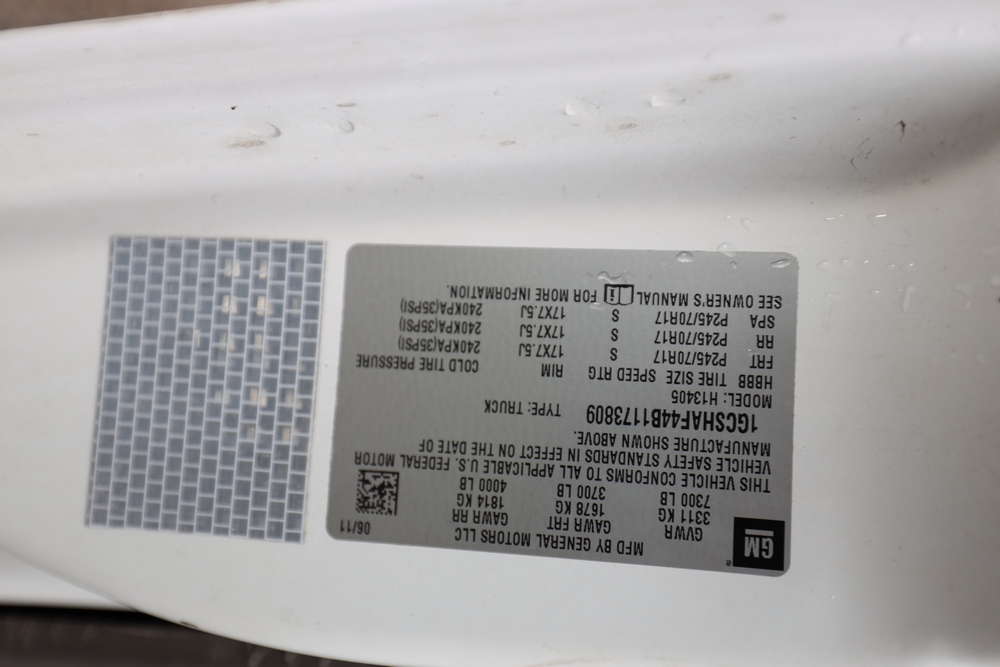 GM
MFD BY GENERAL MOTORS LLC 06/11
GVWR GAWR FRT GAWR RR
3311 KG 1678 KG 1814 KG
7300 LB 3700 LB 4000 LB
THIS VEHICLE CONFORMS TO ALL APPLICABLE U.S. FEDERAL MOTOR
VEHICLE SAFETY STANDARDS IN EFFECT ON THE DATE OF
MANUFACTURE SHOWN ABOVE.
1GCSHAF44B1173809 TYPE: TRUCK
MODEL: H13405
HBBB TIRE SIZE SPEED RTG RIM COLD TIRE PRESSURE
FRT P245/70R17 S 17X7.5J 240KPA(35PSI)
RR P245/70R17 S 17X7.5J 240KPA(35PSI)
SPA P245/70R17 S 17X7.5J 240KPA(35PSI)
SEE OWNER'S MANUAL FOR MORE INFORMATION.